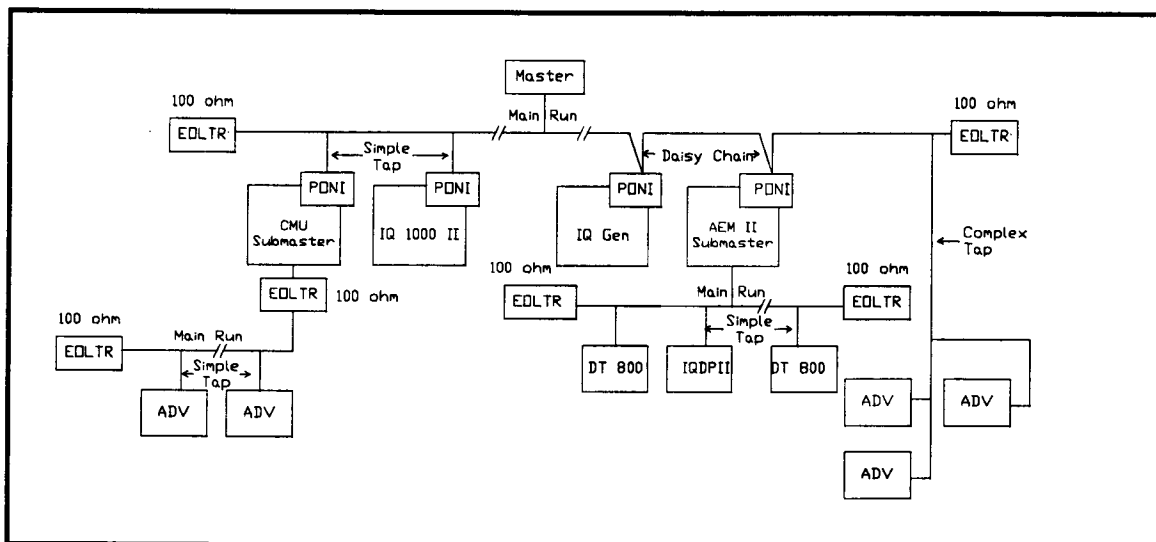 Master
100 ohm
EOLTR
Main Run
100 ohm
EOLTR
Simple
Tap
Daisy Chain
PONI
PONI
PONI
PONI
CMU
Submaster
IQ 1000 II
IQ Gen
AEM II
Submaster
Complex
Tap
EOLTR
100 ohm
100 ohm
EOLTR
Main Run
100 ohm
EOLTR
Simple
Tap
100 ohm
EOLTR
Main Run
Simple
Tap
DT 800
IQDPII
DT 800
ADV
ADV
ADV
ADV
ADV